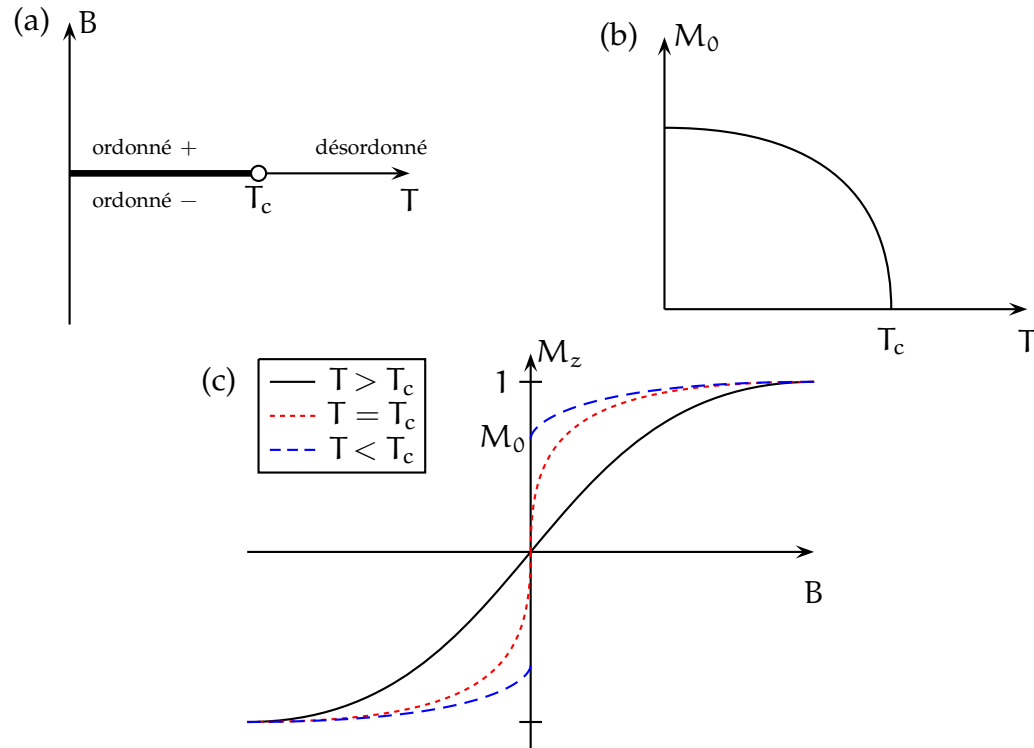 (a)
B
ordonné +
désordonné
ordonné −
T_c
T
(b)
M_0
T_c
T
(c)
T > T_c
T = T_c
T < T_c
M_z
1
M_0
B